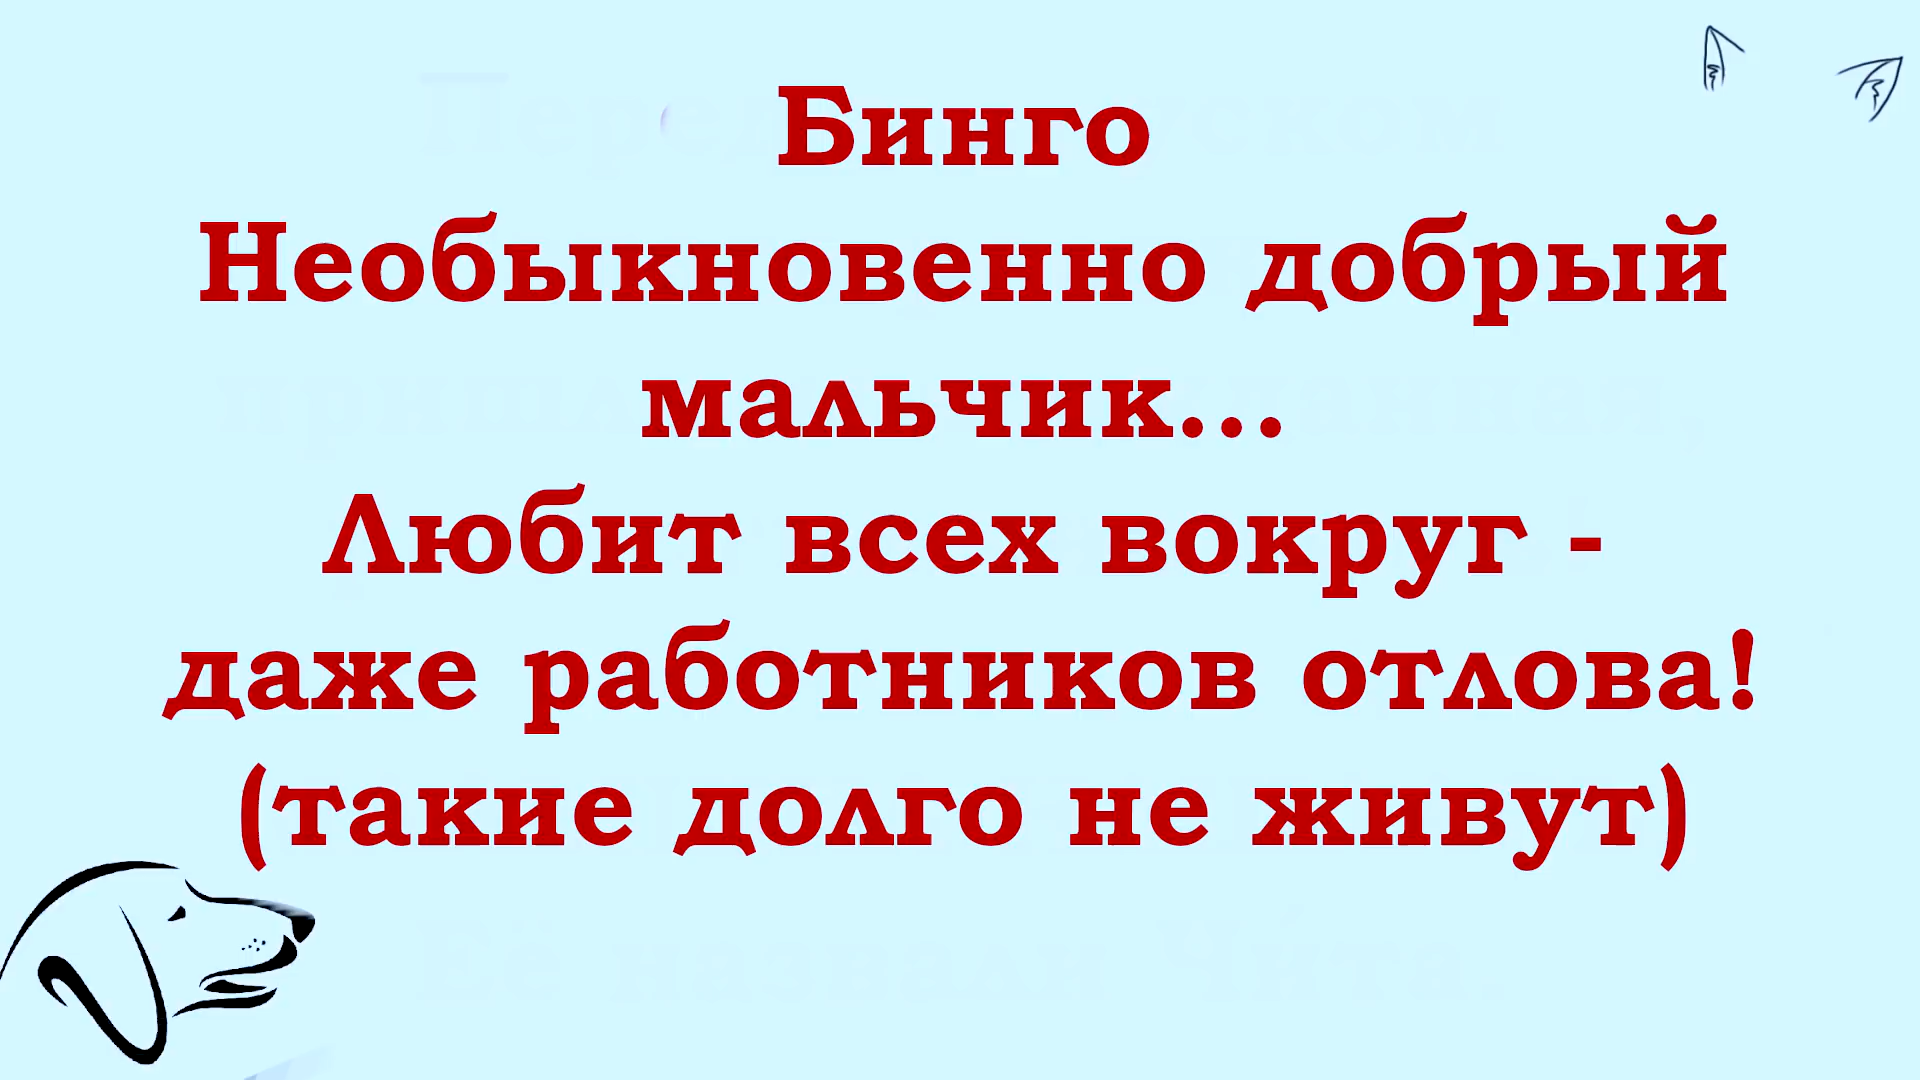 Бинго
Необыкновенно добрый
мальчик...
Любит всех вокруг -
даже работников отлова!
(такие долго не живут)